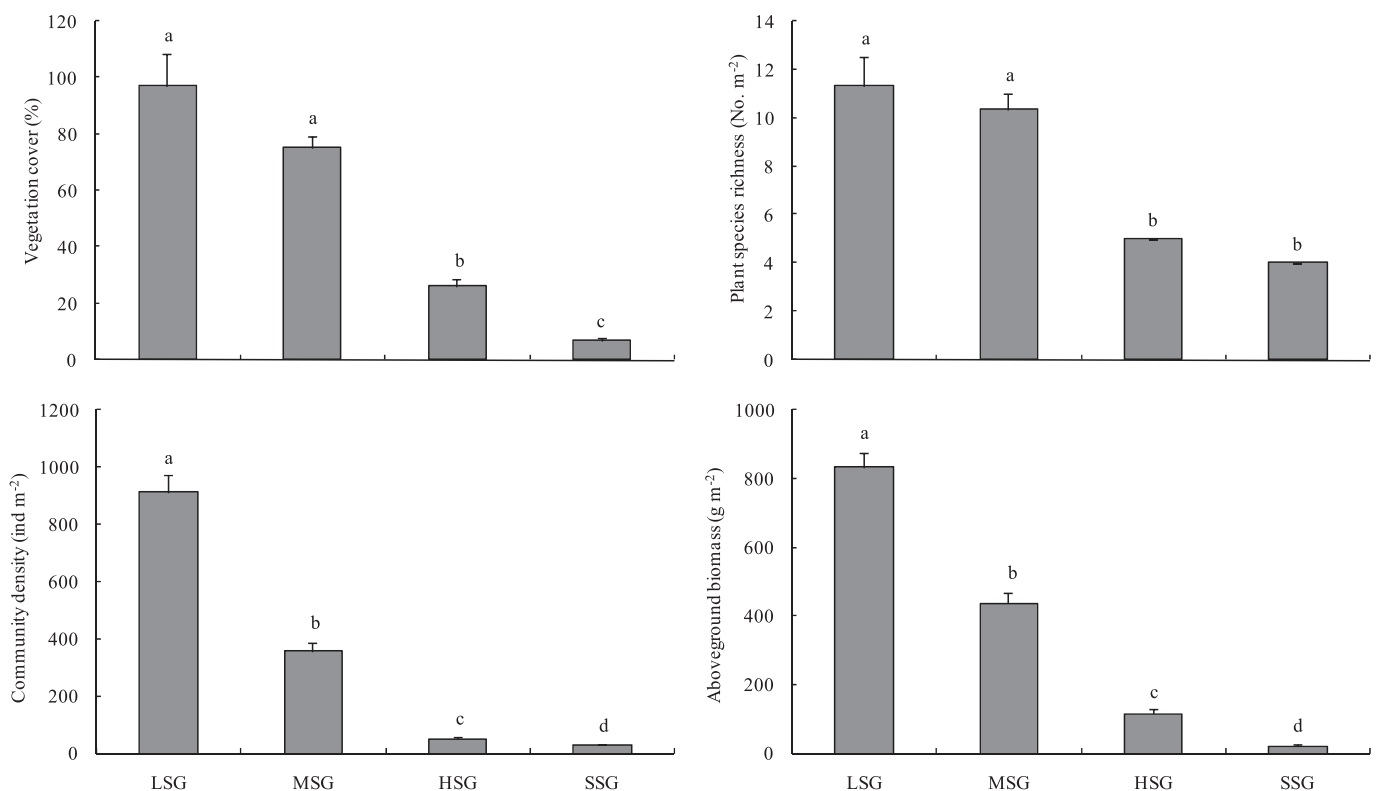 Vegetation cover (%)
120
100
80
60
40
20
0
a
a
b
c
Plant species richness (No. m-2)
14
12
10
8
6
4
2
0
a
a
b
b
Community density (ind m-2)
1200
1000
800
600
400
200
0
a
b
c
d
LSG MSG HSG SSG
Aboveground biomass (g m-2)
1000
800
600
400
200
0
a
b
c
d
LSG MSG HSG SSG